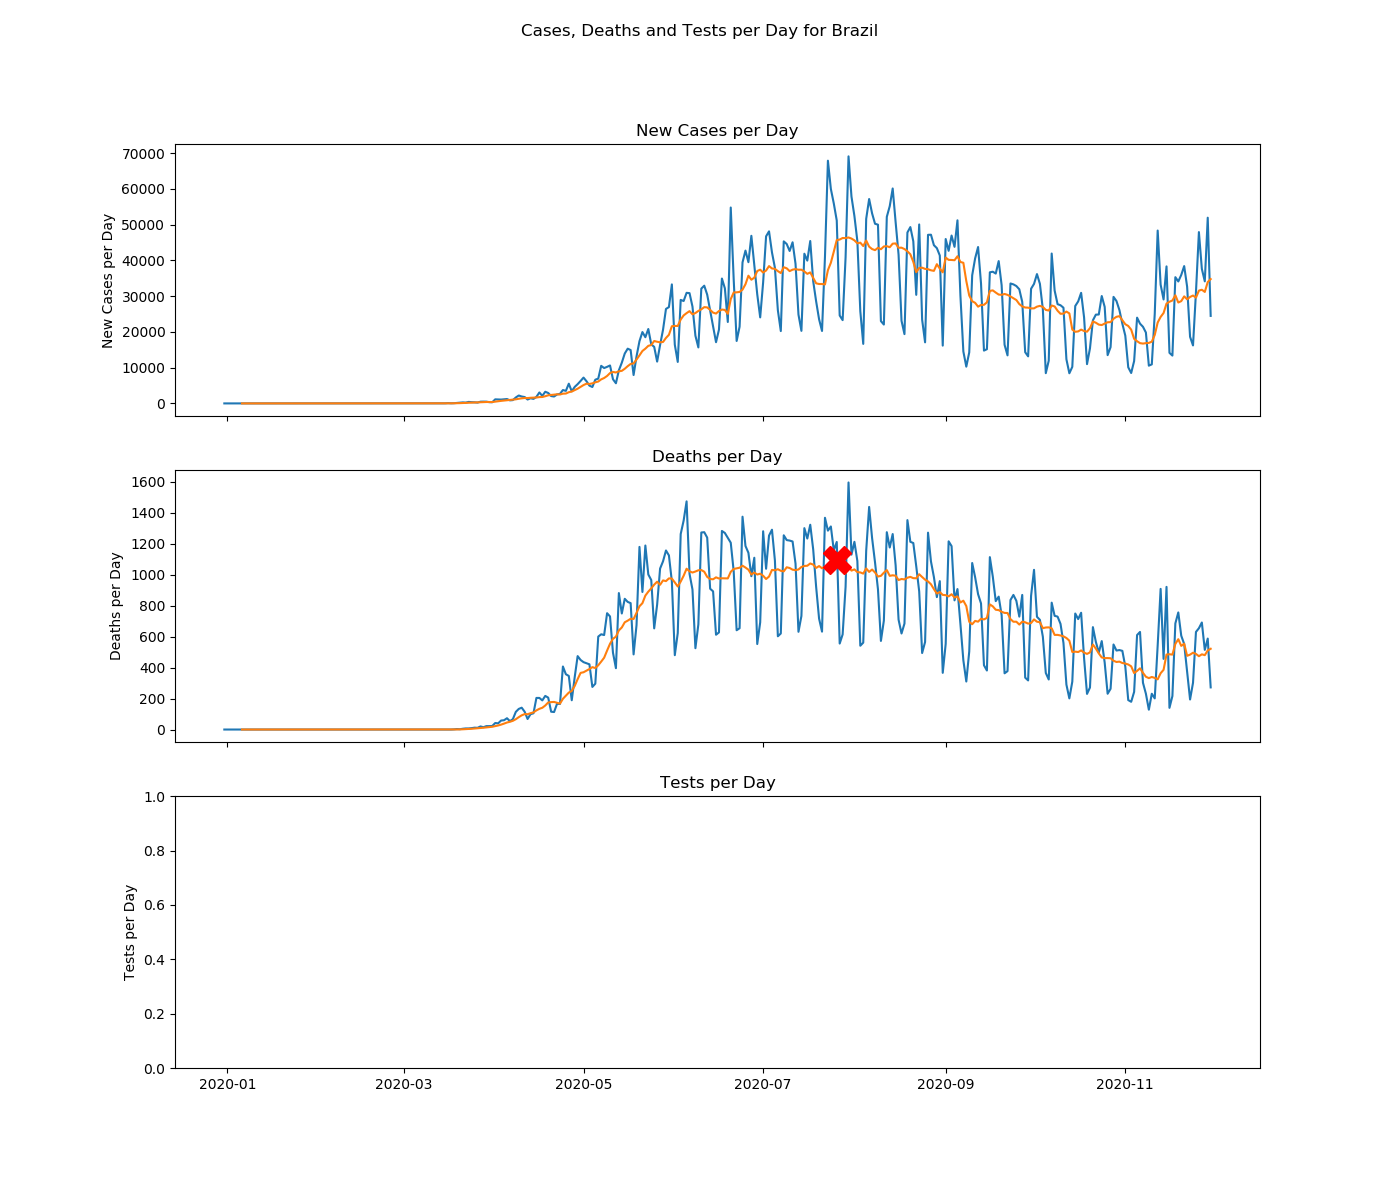 Cases, Deaths and Tests per Day for Brazil
New Cases per Day
70000
60000
50000
40000
30000
20000
10000
0
New Cases per Day
Deaths per Day
1600
1400
1200
1000
800
600
400
200
0
Deaths per Day
Tests per Day
1.0
0.8
0.6
0.4
0.2
0.0
Tests per Day
2020-01 2020-03 2020-05 2020-07 2020-09 2020-11